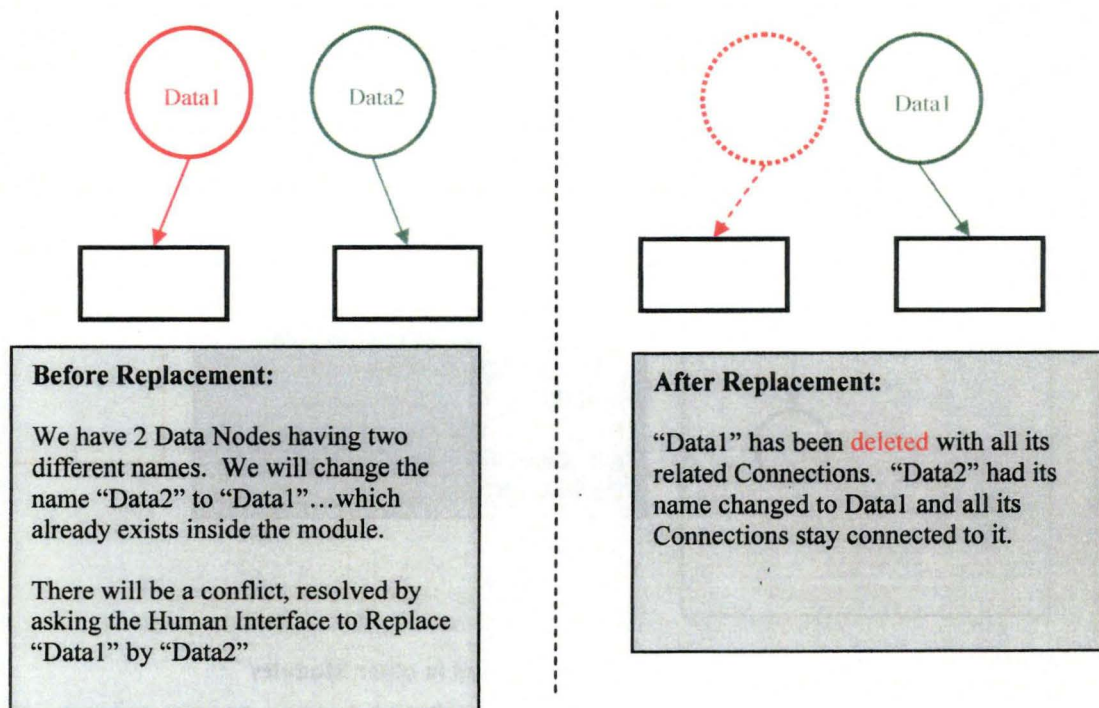 Data1
Data2
Before Replacement:
We have 2 Data Nodes having two
different names. We will change the
name “Data2” to “Data1”…which
already exists inside the module.
There will be a conflict, resolved by
asking the Human Interface to Replace
“Data1” by “Data2”
Data1
After Replacement:
“Data1” has been deleted with all its
related Connections. “Data2” had its
name changed to Data1 and all its
Connections stay connected to it.